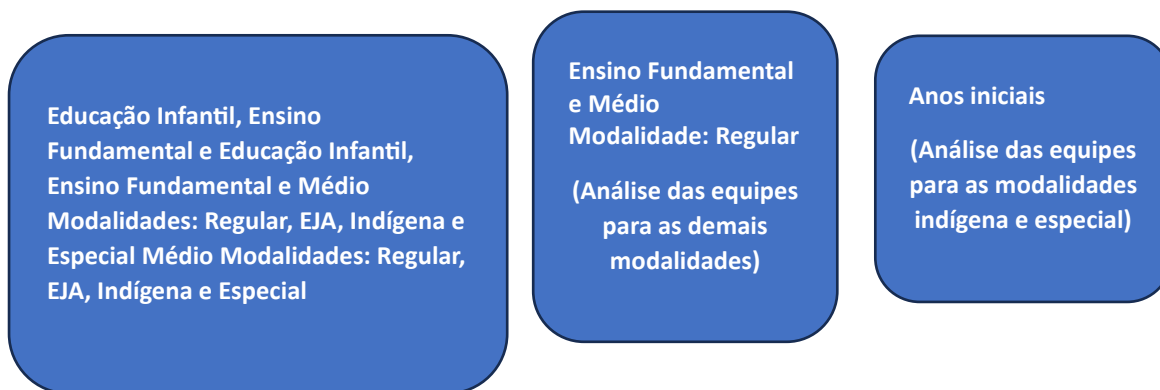 Educação Infantil, Ensino
Fundamental e Educação Infantil,
Ensino Fundamental e Médio
Modalidades: Regular, EJA, Indígena e
Especial Médio Modalidades: Regular,
EJA, Indígena e Especial
Ensino Fundamental
e Médio
Modalidade: Regular
(Análise das equipes
para as demais
modalidades)
Anos iniciais
(Análise das equipes
para as modalidades
indígena e especial)